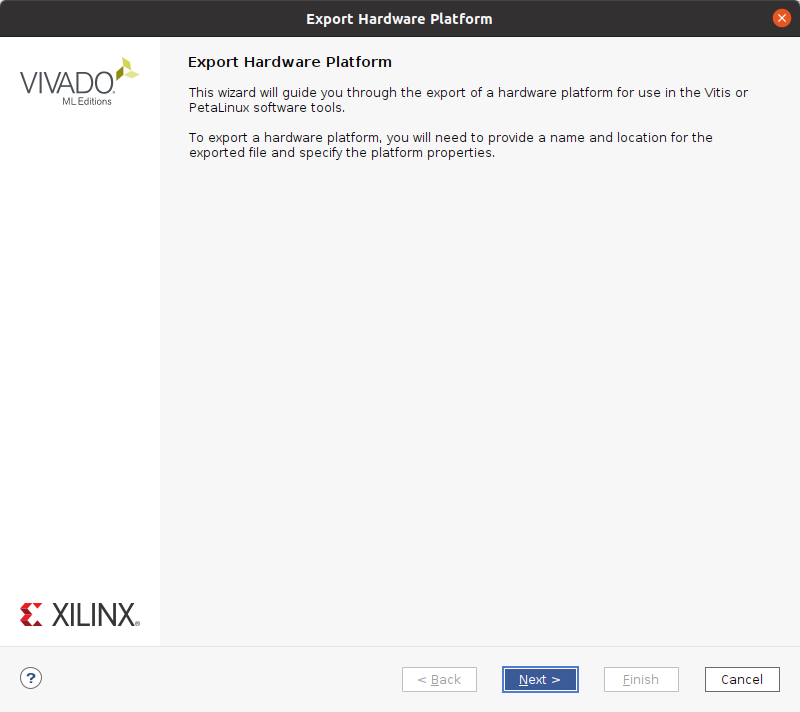 Export Hardware Platform
VIVADO.
ML Editions
Export Hardware Platform
This wizard will guide you through the export of a hardware platform for use in the Vitis or
PetaLinux software tools.
To export a hardware platform, you will need to provide a name and location for the
exported file and specify the platform properties.
XILINX®
?
< Back
Next >
Finish
Cancel